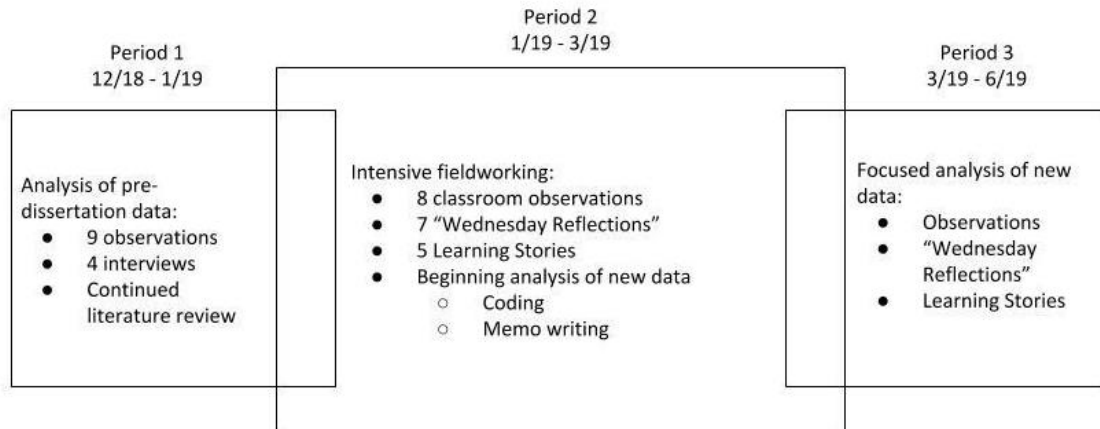 Period 1
12/18 - 1/19
Analysis of pre-
dissertation data:
● 9 observations
● 4 interviews
● Continued
literature review
Period 2
1/19 - 3/19
Intensive fieldworking:
● 8 classroom observations
● 7 “Wednesday Reflections”
● 5 Learning Stories
● Beginning analysis of new data
○ Coding
○ Memo writing
Period 3
3/19 - 6/19
Focused analysis of new
data:
● Observations
● “Wednesday
Reflections”
● Learning Stories